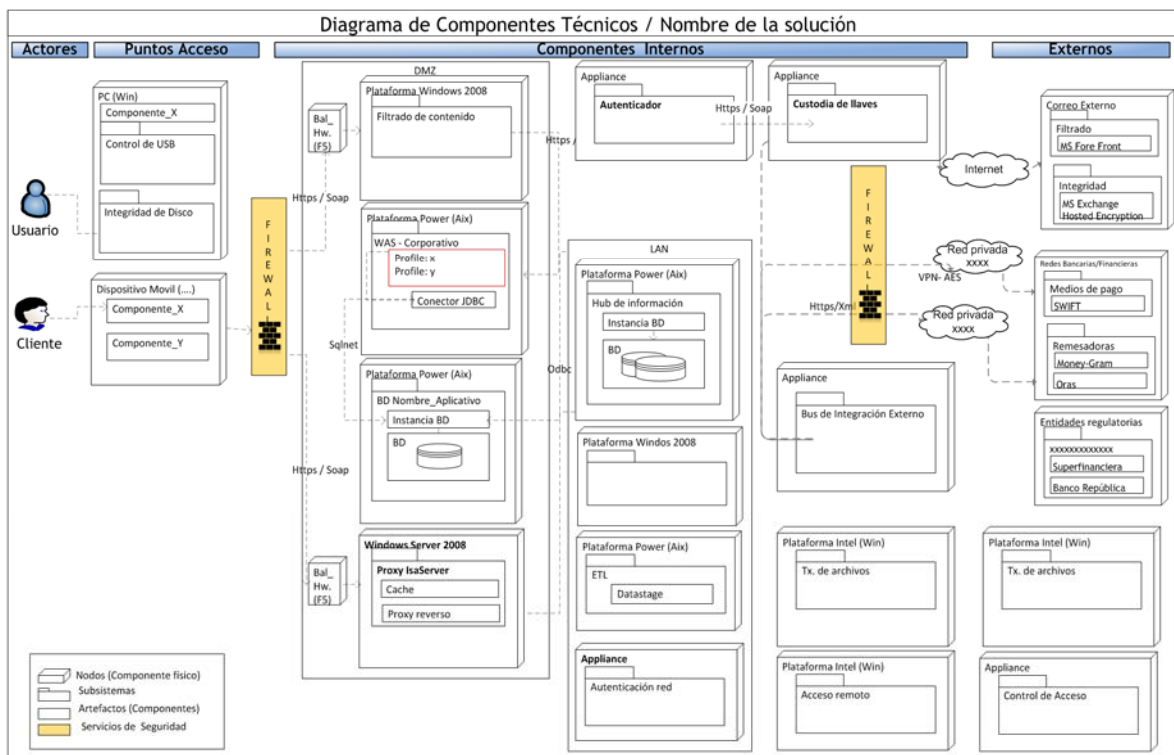 Diagrama de Componentes Técnicos / Nombre de la solución
Actores
Puntos Acceso
Componentes Internos
Externos
Usuario
Cliente
PC (Win)
Componente_X
Control de USB
Integridad de Disco
Dispositivo Movil (....)
Componente_X
Componente_Y
FIREWALL
Https / Soap
Https / Soap
Sqlnet
DMZ
Bal_
Hw.
(F5)
Plataforma Windows 2008
Filtrado de contenido
Plataforma Power (Aix)
WAS - Corporativo
Profile: x
Profile: y
Conector JDBC
Plataforma Power (Aix)
BD Nombre_Aplicativo
Instancia BD
BD
Bal_
Hw.
(F5)
Windows Server 2008
Proxy IsaServer
Cache
Proxy reverso
Https /
Odbc
Appliance
Autenticador
Https / Soap
Appliance
Custodia de llaves
LAN
Plataforma Power (Aix)
Hub de información
Instancia BD
BD
Plataforma Windos 2008
Plataforma Power (Aix)
ETL
Datastage
Appliance
Autenticación red
FIREWALL
VPN- AES
Https/Xml
Appliance
Bus de Integración Externo
Plataforma Intel (Win)
Tx. de archivos
Plataforma Intel (Win)
Acceso remoto
Internet
Red privada
xxxx
Red privada
xxxx
Correo Externo
Filtrado
MS Fore Front
Integridad
MS Exchange
Hosted Encryption
Redes Bancarias/Financieras
Medios de pago
SWIFT
Remesadoras
Money-Gram
Oras
Entidades regulatorias
xxxxxxxxxxxxx
Superfinanciera
Banco República
Plataforma Intel (Win)
Tx. de archivos
Appliance
Control de Acceso
Nodos (Componente físico)
Subsistemas
Artefactos (Componentes)
Servicios de Seguridad